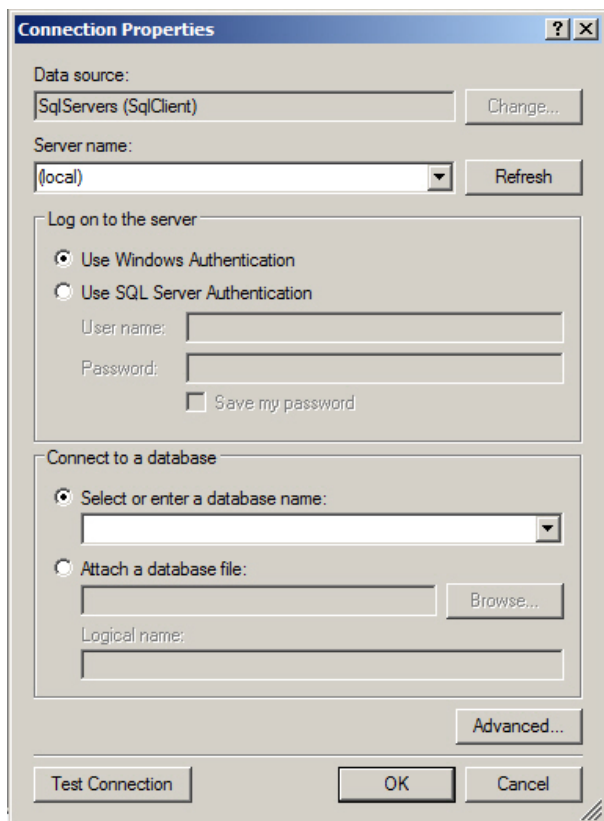 Connection Properties
?
Data source:
SqlServers (SqlClient)
Change...
Server name:
(local)
Refresh
Log on to the server
Use Windows Authentication
Use SQL Server Authentication
User name:
Password:
Save my password
Connect to a database
Select or enter a database name:
Attach a database file:
Browse...
Logical name:
Advanced...
Test Connection
OK
Cancel